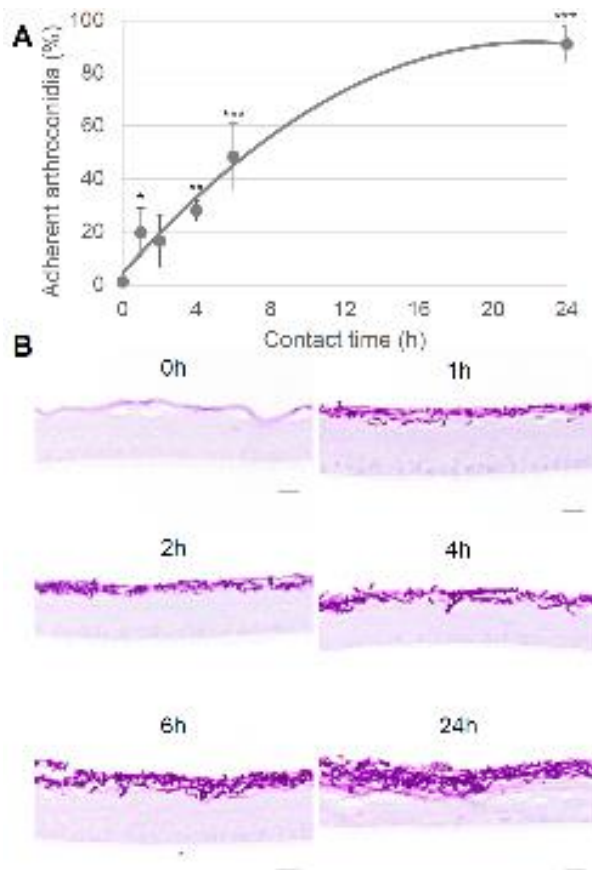 A
Adherent arthroconidia (%)
100
80
60
40
20
0
*
**
***
***
0
4
8
12
16
20
24
Contact time (h)
B
0h
1h
2h
4h
6h
24h